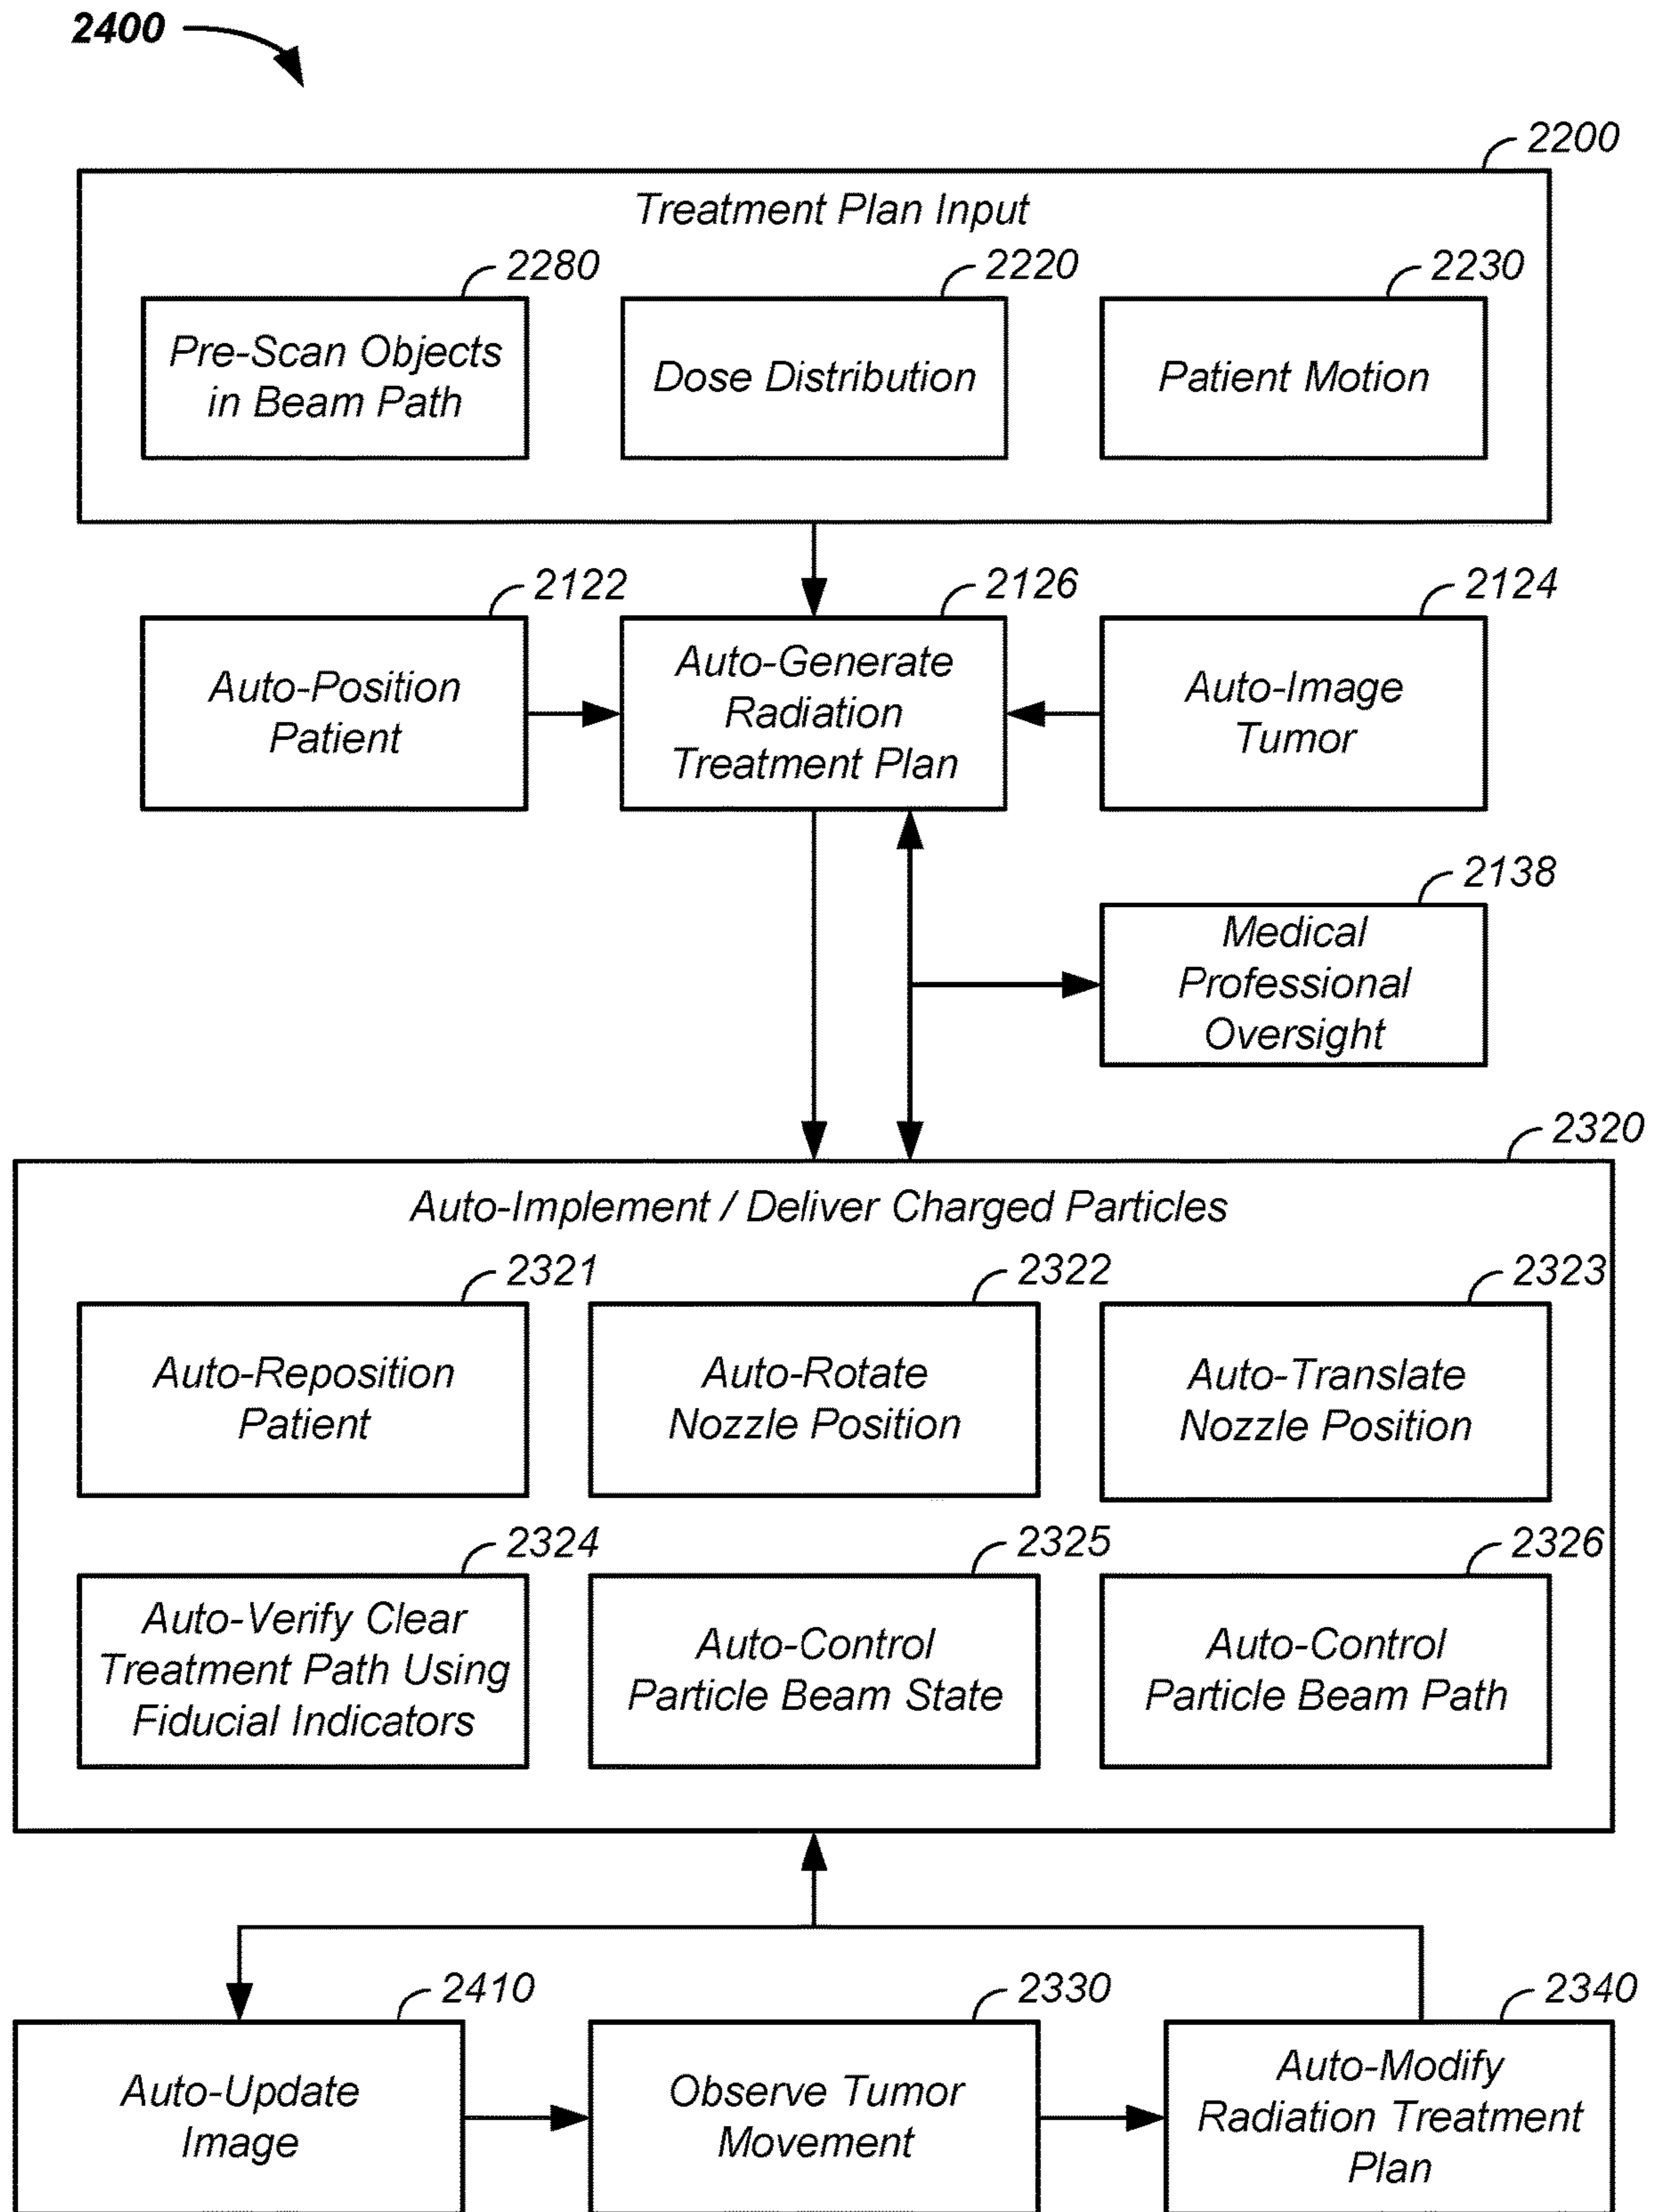 2400
2200
Treatment Plan Input
2280
2220
2230
Pre-Scan Objects
in Beam Path
Dose Distribution
Patient Motion
2122
2126
2124
Auto-Position
Patient
Auto-Generate
Radiation
Treatment Plan
Auto-Image
Tumor
2138
Medical
Professional
Oversight
2320
Auto-Implement / Deliver Charged Particles
2321
2322
2323
Auto-Reposition
Patient
Auto-Rotate
Nozzle Position
Auto-Translate
Nozzle Position
2324
2325
2326
Auto-Verify Clear
Treatment Path Using
Fiducial Indicators
Auto-Control
Particle Beam State
Auto-Control
Particle Beam Path
2410
2330
2340
Auto-Update
Image
Observe Tumor
Movement
Auto-Modify
Radiation Treatment
Plan